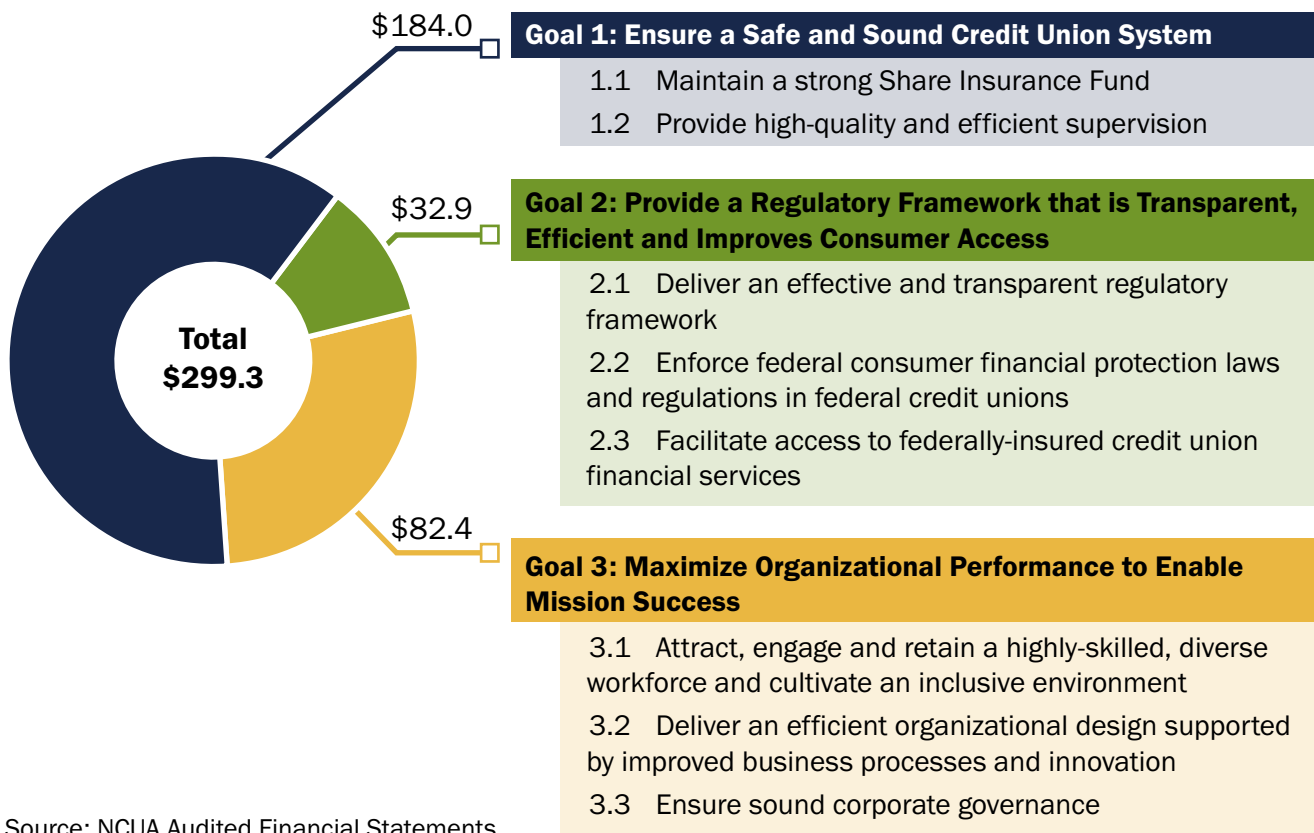 $184.0
Goal 1: Ensure a Safe and Sound Credit Union System
1.1 Maintain a strong Share Insurance Fund
1.2 Provide high-quality and efficient supervision
$32.9
Goal 2: Provide a Regulatory Framework that is Transparent,
Efficient and Improves Consumer Access
2.1 Deliver an effective and transparent regulatory
framework
2.2 Enforce federal consumer financial protection laws
and regulations in federal credit unions
2.3 Facilitate access to federally-insured credit union
financial services
Total
$299.3
$82.4
Goal 3: Maximize Organizational Performance to Enable
Mission Success
3.1 Attract, engage and retain a highly-skilled, diverse
workforce and cultivate an inclusive environment
3.2 Deliver an efficient organizational design supported
by improved business processes and innovation
3.3 Ensure sound corporate governance
Source: NCUA Audited Financial Statements